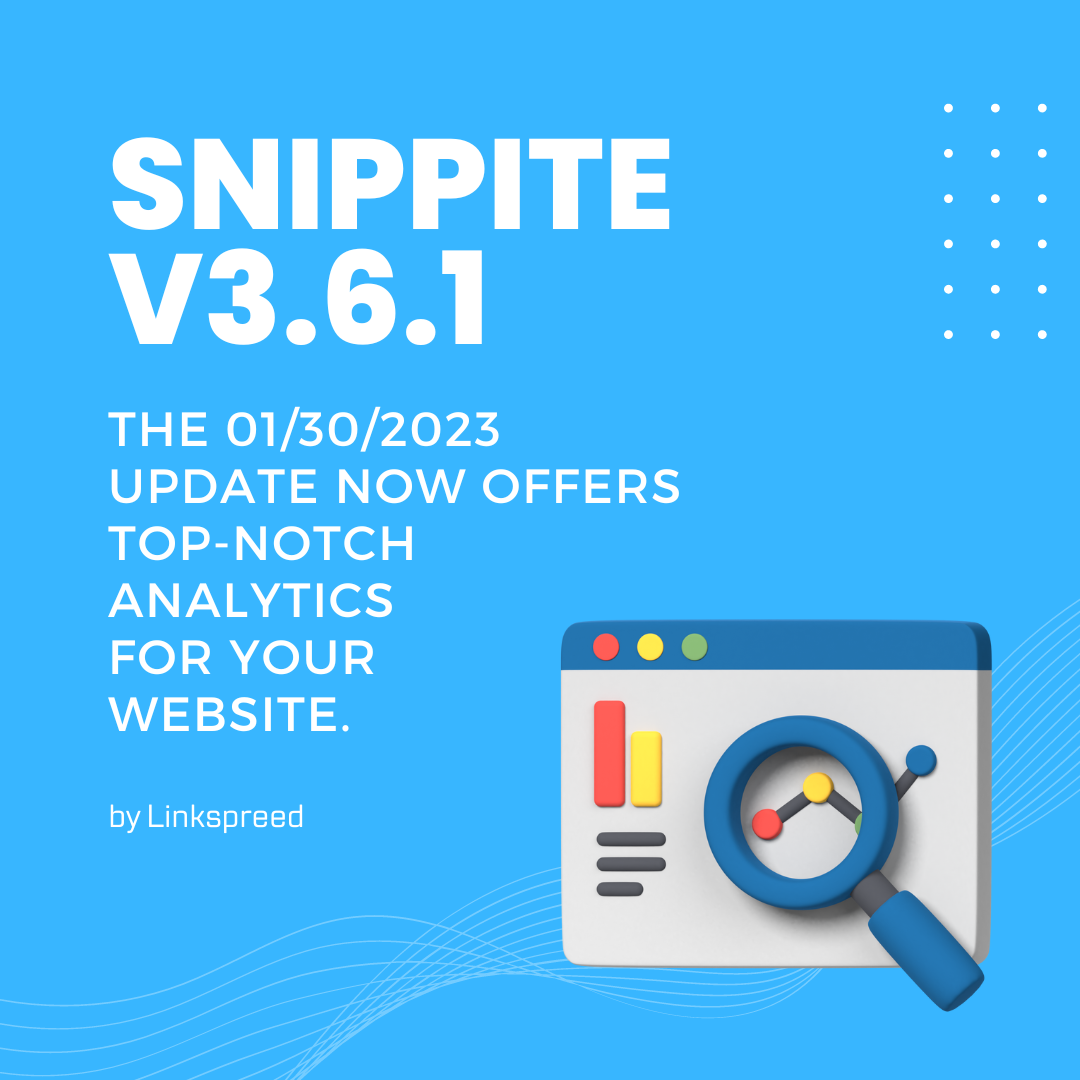 SNIPPITE
V3.6.1
THE 01/30/2023
UPDATE NOW OFFERS
TOP-NOTCH
ANALYTICS
FOR YOUR
WEBSITE.
by Linkspreed